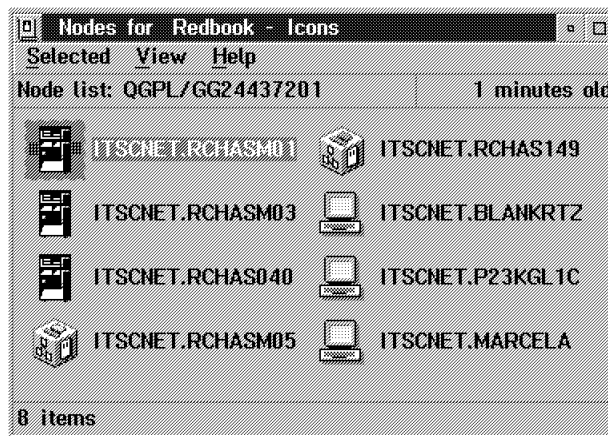 Nodes for Redbook - Icons
Selected View Help
Node list: QGPL/GG24437201 1 minutes old
ITSCNET.RCHASM01 ITSCNET.RCHAS149
ITSCNET.RCHASM03 ITSCNET.BLANKRTZ
ITSCNET.RCHAS040 ITSCNET.P23KGL1C
ITSCNET.RCHASM05 ITSCNET.MARCELA
8 items